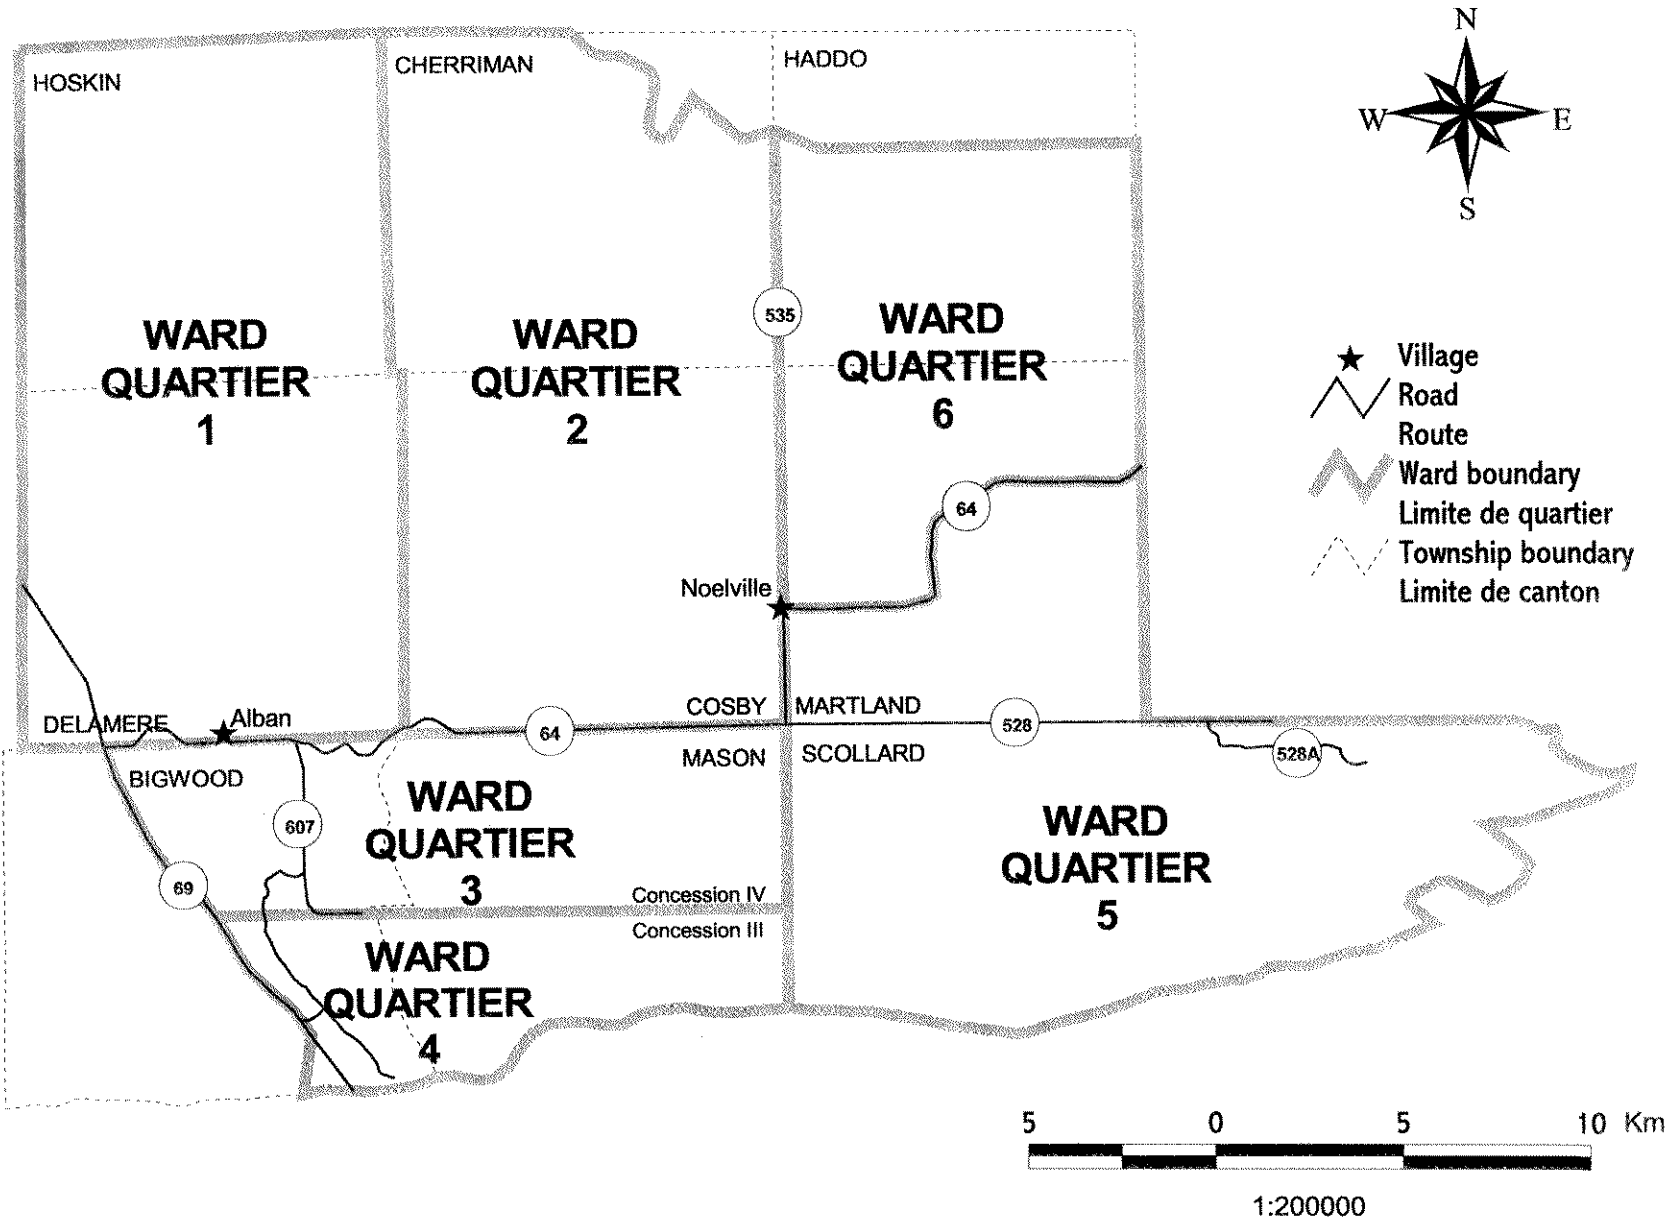 N
W
E
S
HOSKIN
CHERRIMAN
HADDO
WARD
QUARTIER
1
WARD
QUARTIER
2
535
WARD
QUARTIER
6
Village
Road
Route
Ward boundary
Limite de quartier
Township boundary
Limite de canton
64
Noelville
DELAMERE
Alban
COSBY
MARTLAND
64
528
BIGWOOD
MASON
SCOLLARD
528A
607
69
WARD
QUARTIER
3
WARD
QUARTIER
5
Concession IV
Concession III
WARD
QUARTIER
4
5 0 5 10 Km
1:200000